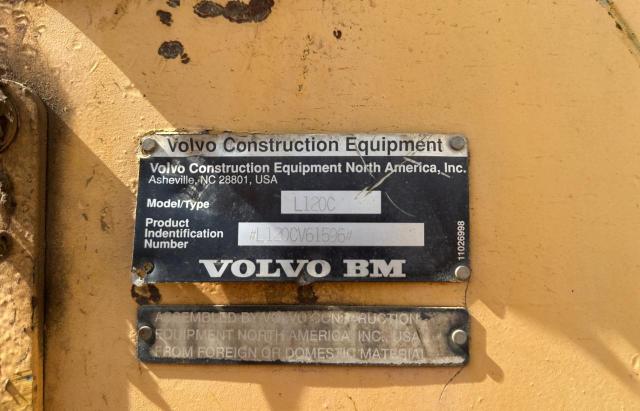 Volvo Construction Equipment
Volvo Construction Equipment North America, Inc.
Asheville, NC 28801, USA
Model/Type L120C
Product
Indentification
Number #L120CV61596#
11026998
VOLVO BM
ASSEMBLED BY VOLVO CONSTRUCTION
EQUIPMENT NORTH AMERICA, INC., USA
FROM FOREIGN OR DOMESTIC MATERIAL